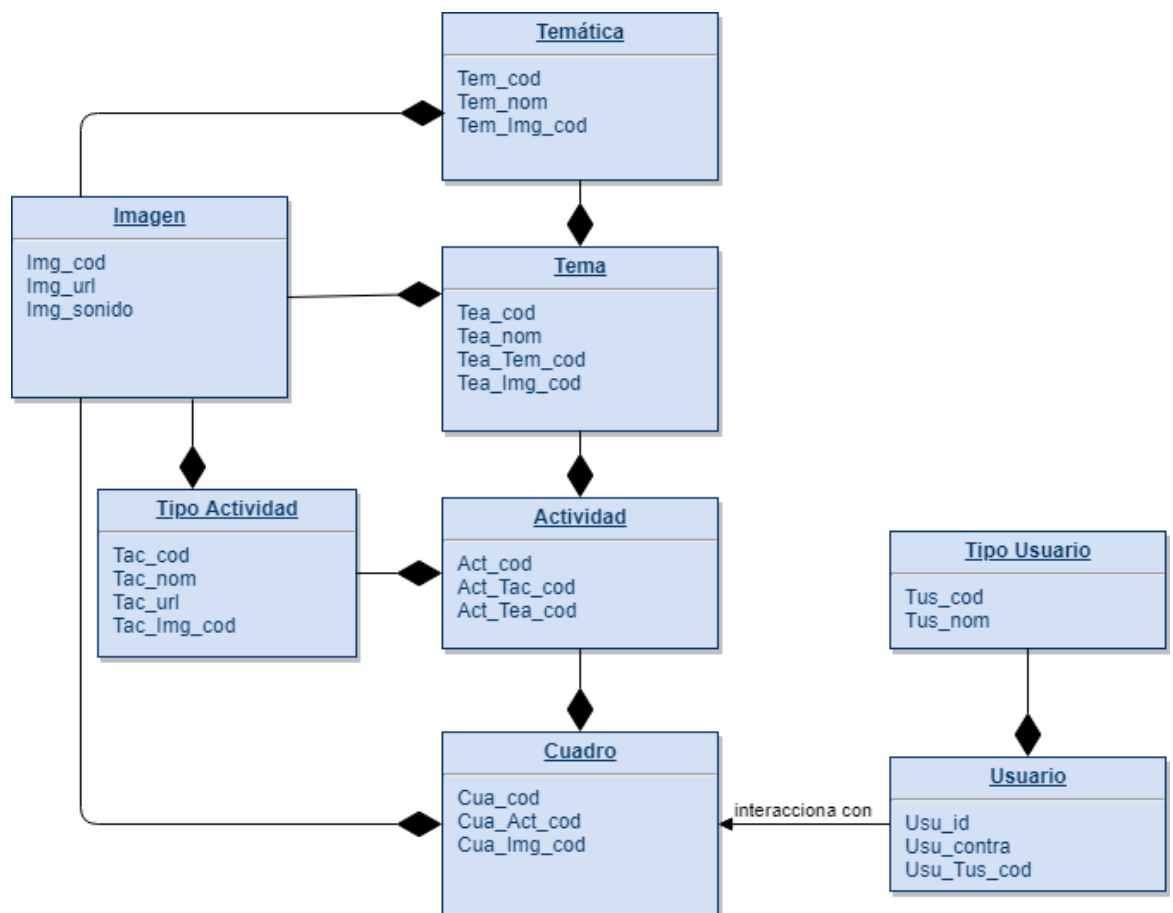 Temática
Tem_cod
Tem_nom
Tem_Img_cod
Imagen
Img_cod
Img_url
Img_sonido
Tema
Tea_cod
Tea_nom
Tea_Tem_cod
Tea_Img_cod
Tipo Actividad
Tac_cod
Tac_nom
Tac_url
Tac_Img_cod
Actividad
Act_cod
Act_Tac_cod
Act_Tea_cod
Tipo Usuario
Tus_cod
Tus_nom
Cuadro
Cua_cod
Cua_Act_cod
Cua_Img_cod
interacciona con
Usuario
Usu_id
Usu_contra
Usu_Tus_cod